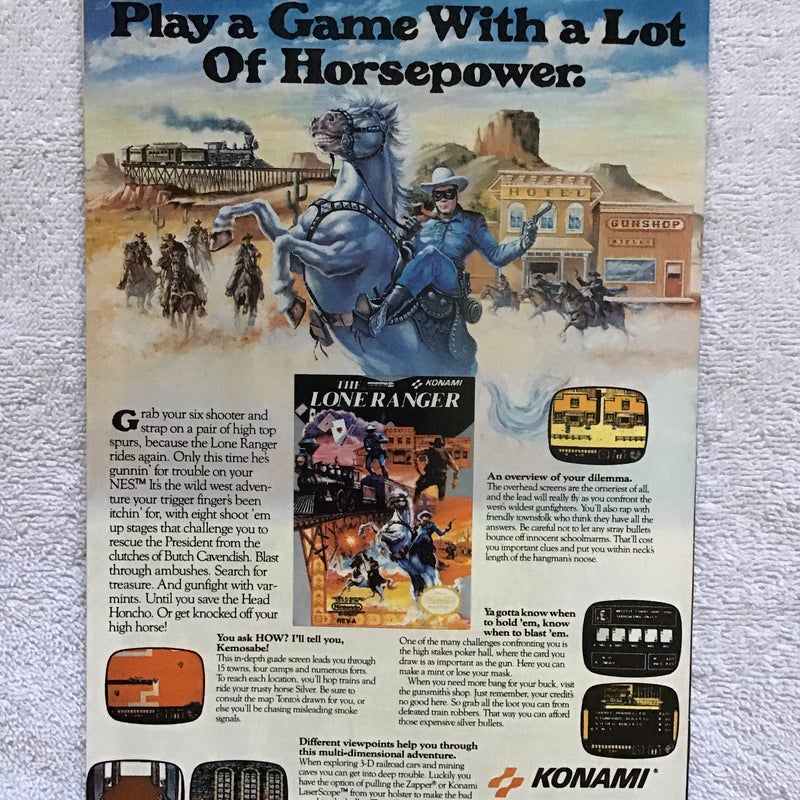 Play a Game With a Lot
Of Horsepower.
HOTEL
GUNSHOP
RIFLES
THE
KONAMI
LONE RANGER
Grab your six shooter and
strap on a pair of high top
spurs, because the Lone Ranger
rides again. Only this time he's
gunnin' for trouble on your
NES™ It's the wild west adven-
ture your trigger finger's been
itchin' for, with eight shoot 'em
up stages that challenge you to
rescue the President from the
clutches of Butch Cavendish. Blast
through ambushes. Search for
treasure. And gunfight with var-
mints. Until you save the Head
Honcho. Or get knocked off your
high horse!
Nintendo
REV-A
An overview of your dilemma.
The overhead screens are the orneriest of all,
and the lead will really fly as you confront the
west's wildest gunfighters. You'll also rap with
friendly townsfolk who think they have all the
answers. Be careful not to let any stray bullets
bounce off innocent schoolmarms. That'll cost
you important clues and put you within neck's
length of the hangman's noose.
You ask HOW? I'll tell you,
Kemosabe!
This in-depth guide screen leads you through
15 towns, four camps and numerous forts.
To reach each location, you'll hop trains and
ride your trusty horse Silver. Be sure to
consult the map Tonto's drawn for you, or
else you'll be chasing misleading smoke
signals.
Ya gotta know when
to hold 'em, know
when to blast 'em.
One of the many challenges confronting you is
the high stakes poker hall, where the card you
draw is as important as the gun. Here you can
make a mint or lose your mask.
When you need more bang for your buck, visit
the gunsmith's shop. Just remember, your credit's
no good here. So grab all the loot you can from
defeated train robbers. That way you can afford
those expensive silver bullets.
Different viewpoints help you through
this multi-dimensional adventure.
When exploring 3-D railroad cars and mining
caves you can get into deep trouble. Luckily you
have the option of pulling the Zapper® or Konami
LaserScope™ from your holster to make the bad
KONAMI®